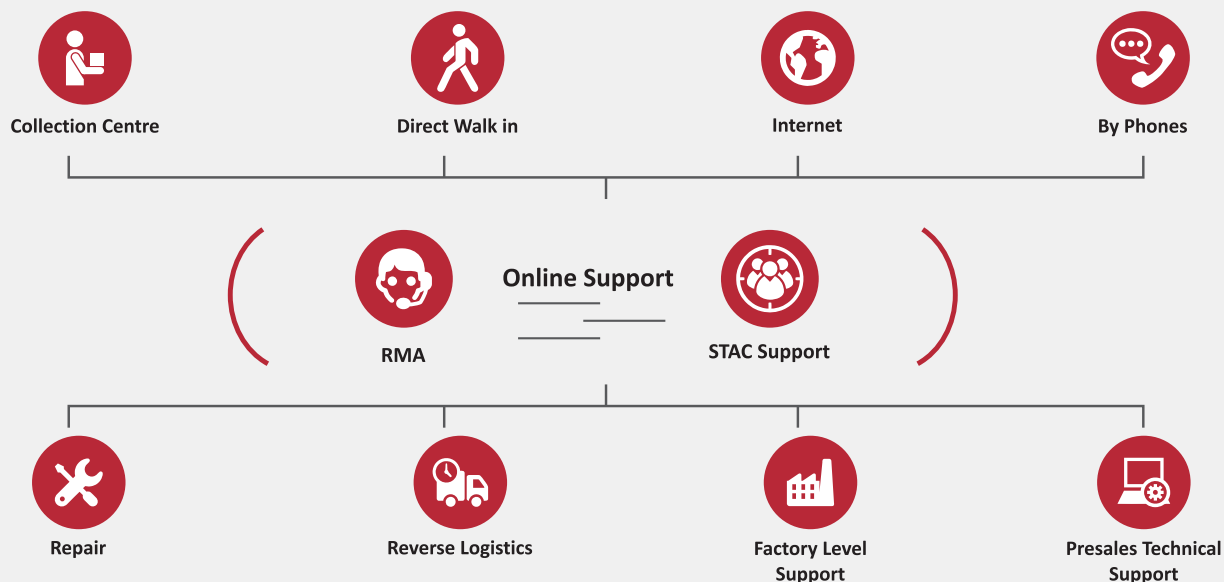 Collection Centre
Direct Walk in
Internet
By Phones
Online Support
RMA
STAC Support
Repair
Reverse Logistics
Factory Level
Support
Presales Technical
Support